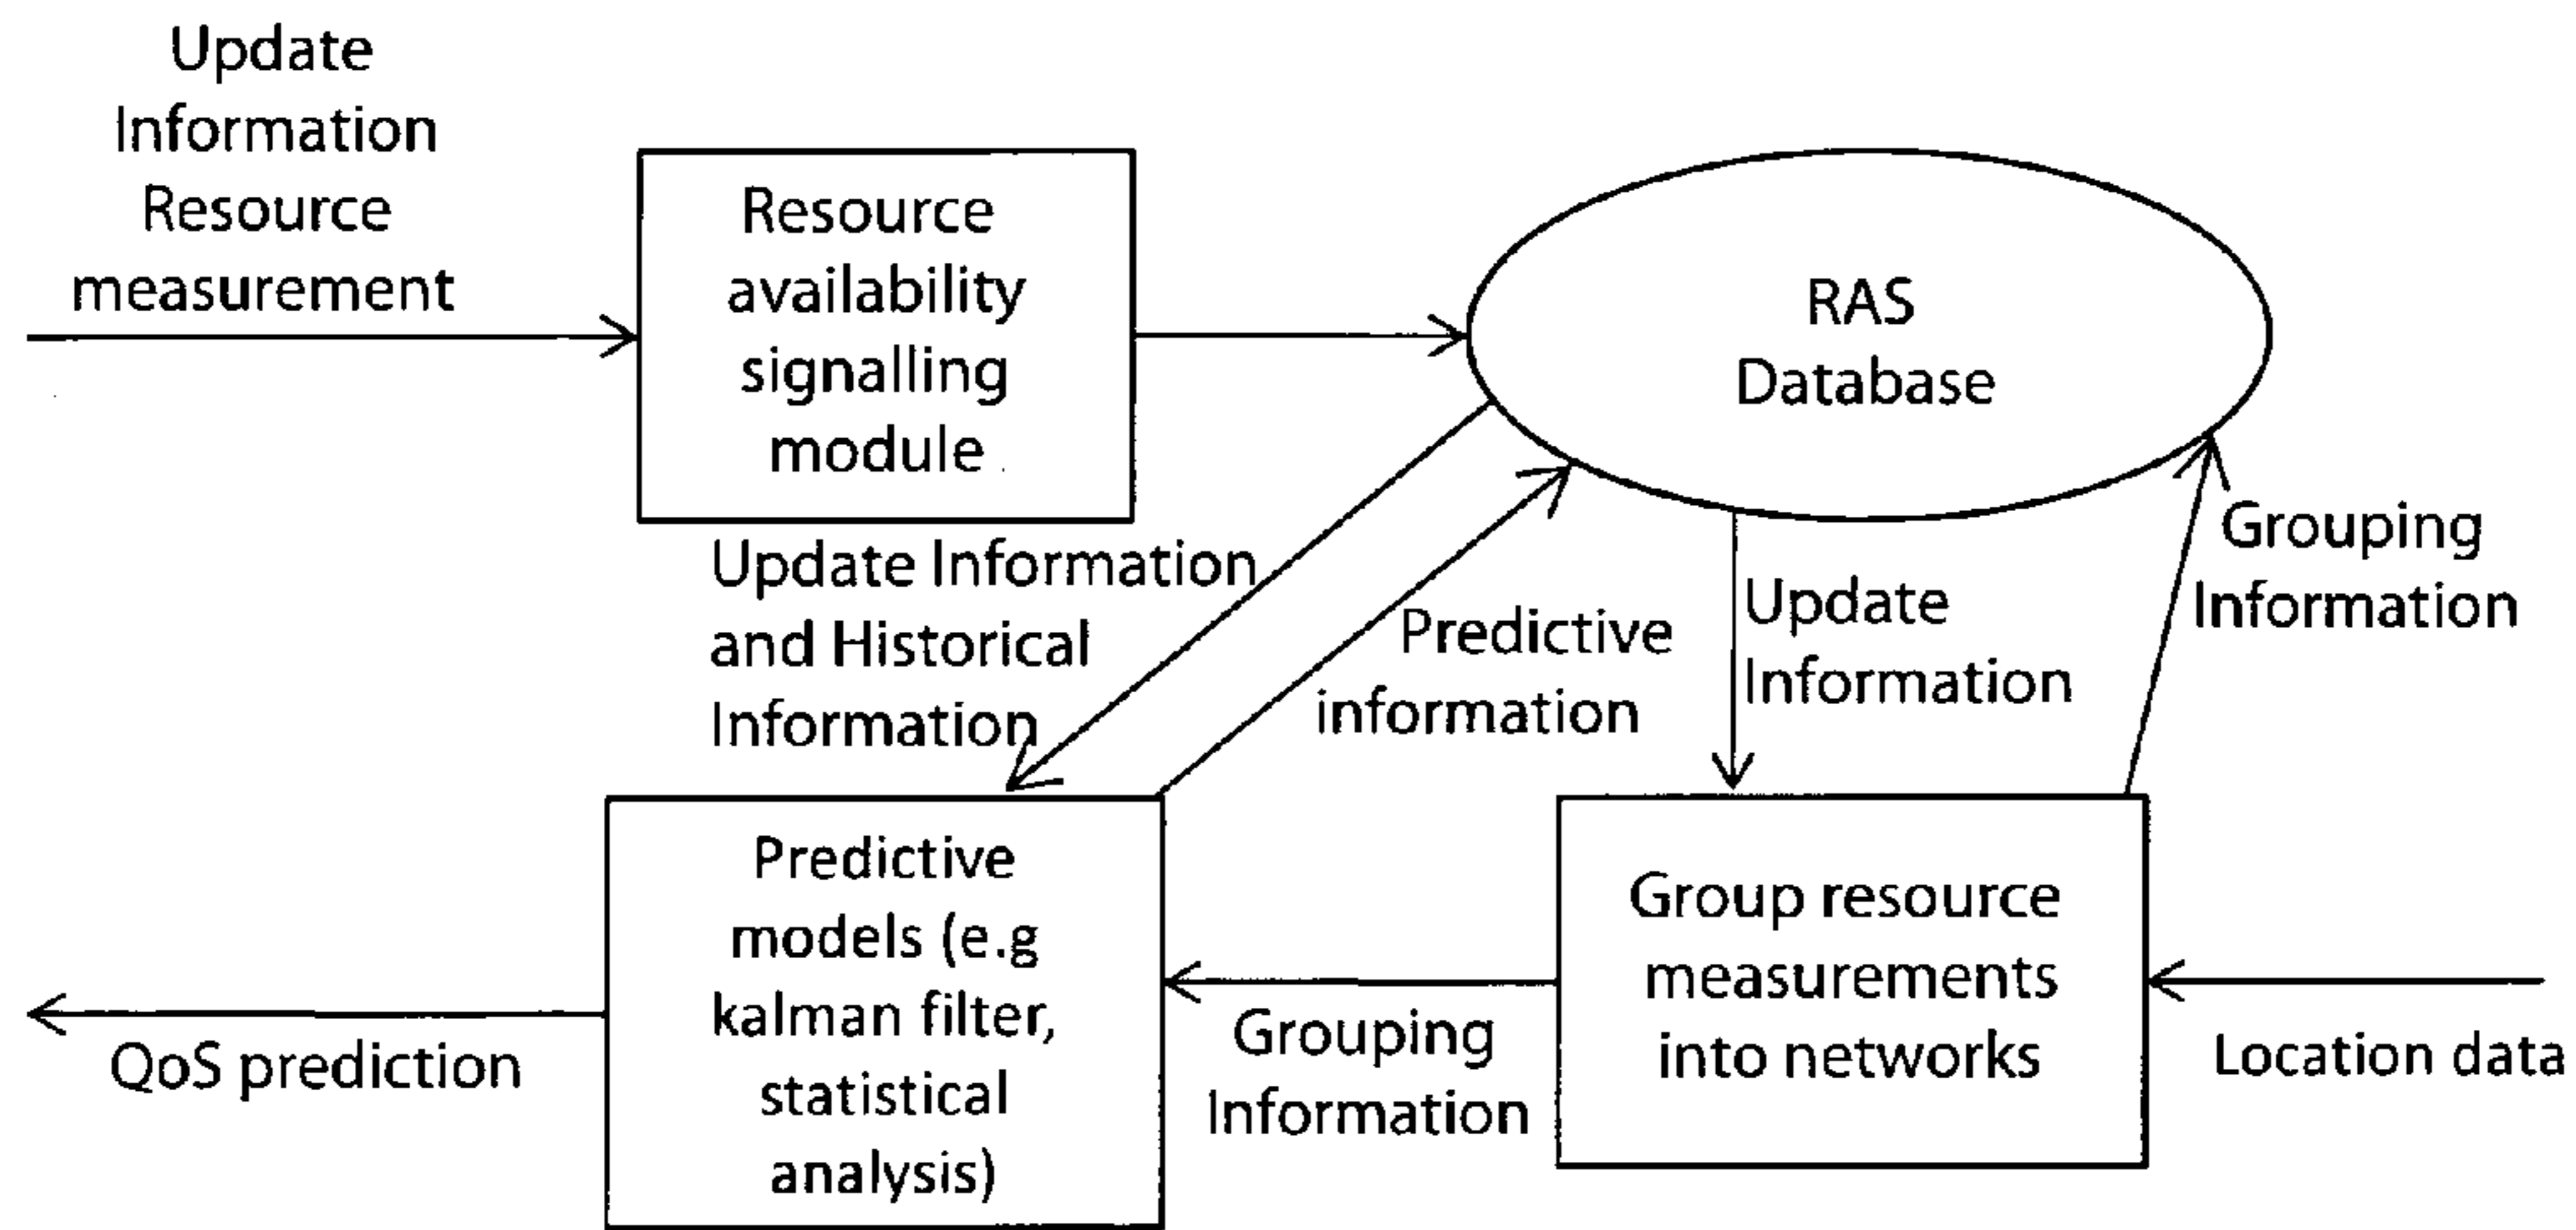 Update
Information
Resource
measurement
Resource
availability
signalling
module
RAS
Database
Update Information
and Historical
Information
Predictive
information
Update
Information
Grouping
Information
Predictive
models (e.g
kalman filter,
statistical
analysis)
Group resource
measurements
into networks
Grouping
Information
QoS prediction
Location data